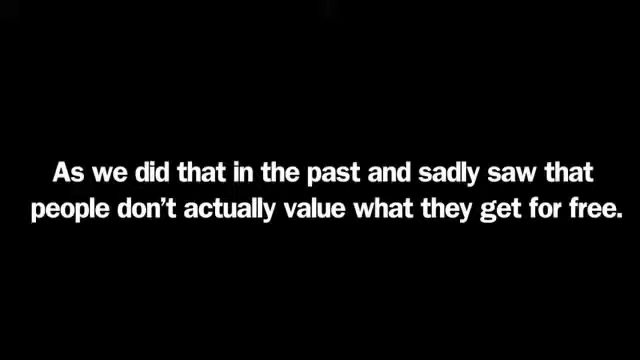 As we did that in the past and sadly saw that
people don't actually value what they get for free.